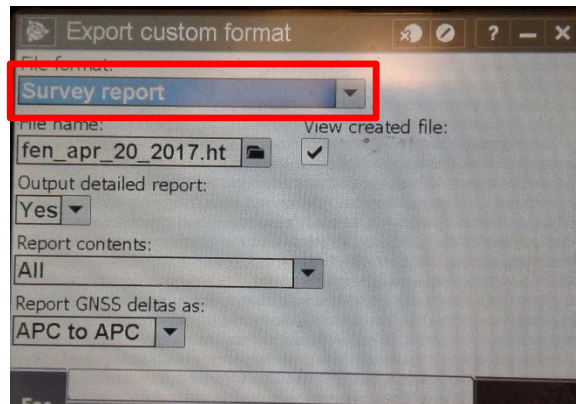 Export custom format
? — ×
File format:
Survey report
File name: View created file:
fen_apr_20_2017.ht
Output detailed report:
Yes
Report contents:
All
Report GNSS deltas as:
APC to APC
Esc